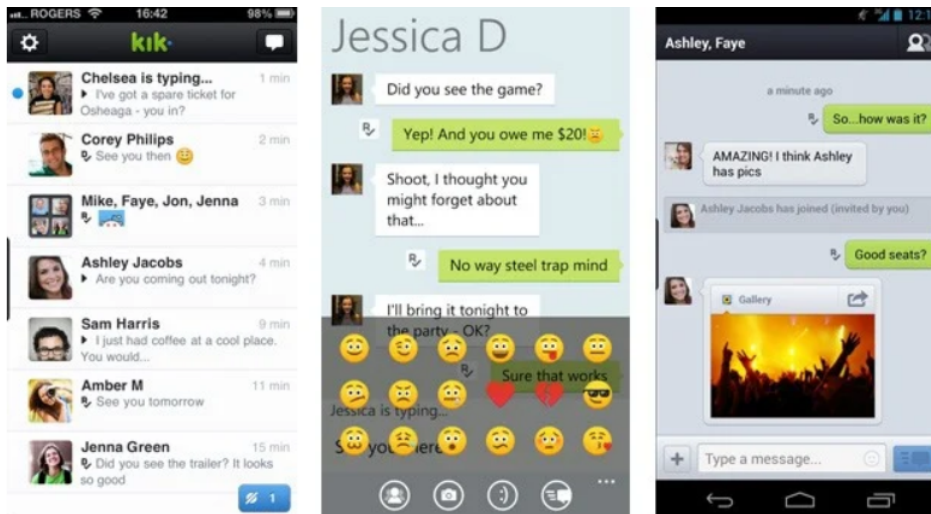 ROGERS 16:42 98%
kik
Chelsea is typing... 1 min
I've got a spare ticket for
Osheaga - you in?
Corey Philips 2 min
See you then
Mike, Faye, Jon, Jenna 3 min
Ashley Jacobs 4 min
Are you coming out tonight?
Sam Harris 9 min
I just had coffee at a cool place.
You would...
Amber M 11 min
See you tomorrow
Jenna Green 15 min
Did you see the trailer? It looks
so good
1
Jessica D
Did you see the game?
R
Yep! And you owe me $20!
Shoot, I thought you
might forget about
that...
R
No way steel trap mind
I'll bring it tonight to
the party - OK?
R
Sure that works
Jessica is typing...
...
12:1
Ashley, Faye
a minute ago
R
So...how was it?
AMAZING! I think Ashley
has pics
Ashley Jacobs has joined (invited by you)
R
Good seats?
Gallery
+ Type a message...